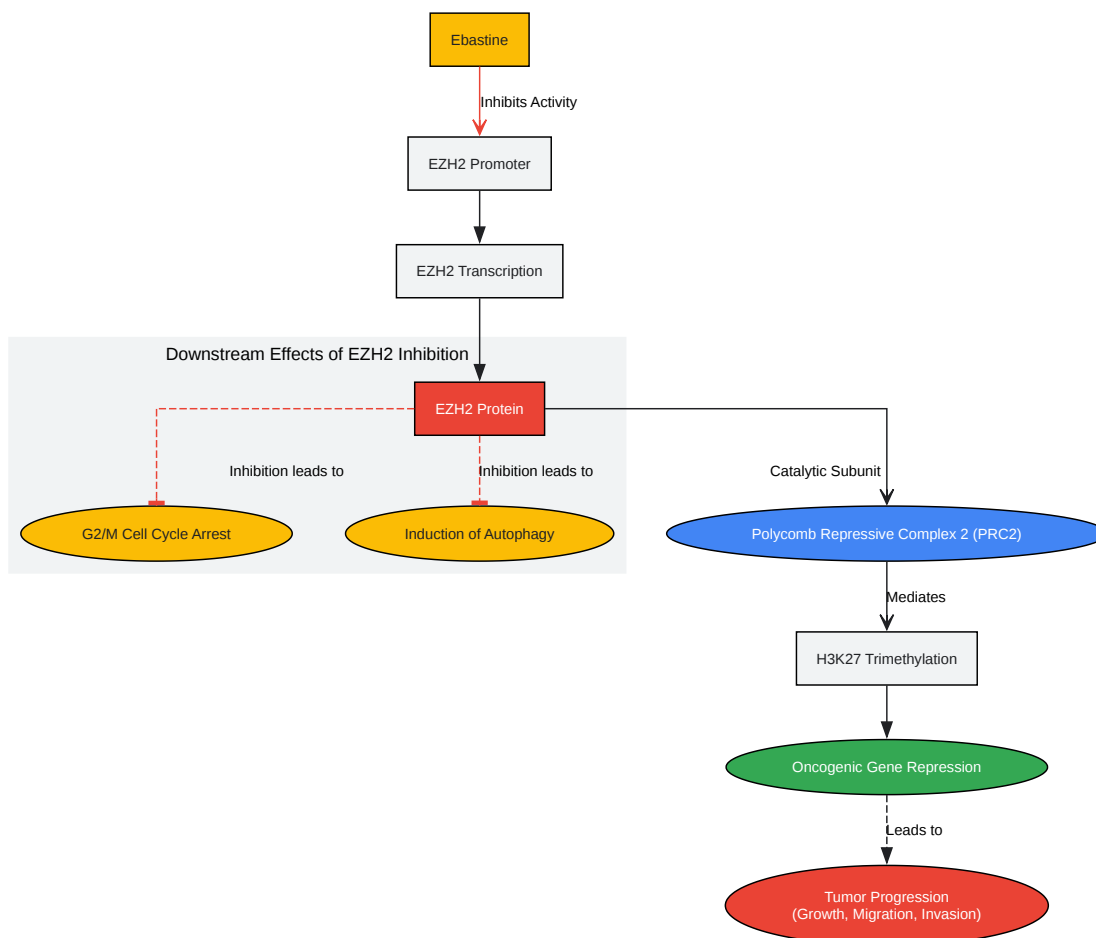 Ebastine
Inhibits Activity
EZH2 Promoter
EZH2 Transcription
Downstream Effects of EZH2 Inhibition
EZH2 Protein
Inhibition leads to
Inhibition leads to
Catalytic Subunit
G2/M Cell Cycle Arrest
Induction of Autophagy
Polycomb Repressive Complex 2 (PRC2)
Mediates
H3K27 Trimethylation
Oncogenic Gene Repression
Leads to
Tumor Progression
(Growth, Migration, Invasion)